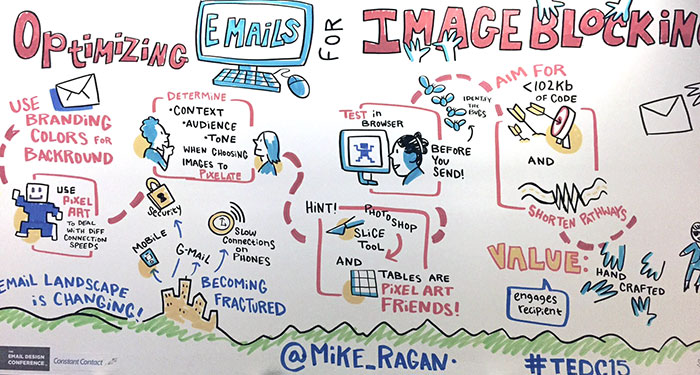 OPTIMIZING EMAILS FOR IMAGE BLOCKING
USE
BRANDING
COLORS FOR
BACKROUND
USE
PIXEL
ART
TO DEAL
WITH DIFF
CONNECTION
SPEEDS
DETERMINE
• CONTEXT
• AUDIENCE
• TONE
WHEN CHOOSING
IMAGES TO
PIXELATE
Security
MOBILE
G-MAIL
SLOW
CONNECTIONS
ON
PHONES
EMAIL LANDSCAPE
IS CHANGING!
BECOMING
FRACTURED
TEST in
BROWSER
BEFORE
YOU
SEND!
IDENTIFY
THE
BUGS
HINT!
PHOTOSHOP
SLICE
TOOL
AND
TABLES ARE
PIXEL ART
FRIENDS!
AIM FOR
<102Kb
OF CODE
AND
SHORTEN PATHWAYS
VALUE:
engages
recipient
HAND
CRAFTED
THE
EMAIL DESIGN
CONFERENCE
Constant Contact
@MIKE_RAGAN.
#TEDC15